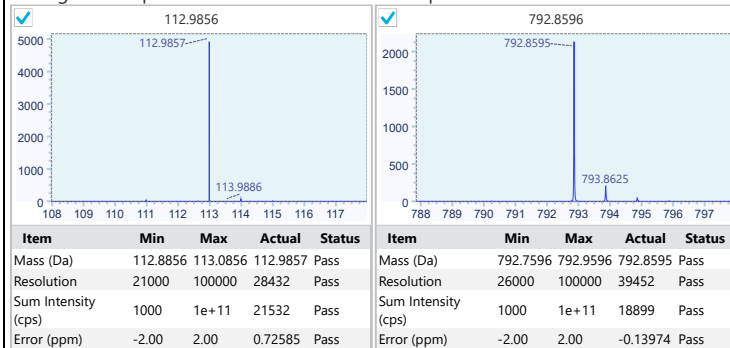 112.9856
112.9857
113.9886
5000
4000
3000
2000
1000
0
108 109 110 111 112 113 114 115 116 117
Item Min Max Actual Status
Mass (Da) 112.8856 113.0856 112.9857 Pass
Resolution 21000 100000 28432 Pass
Sum Intensity (cps) 1000 1e+11 21532 Pass
Error (ppm) -2.00 2.00 0.72585 Pass
792.8596
792.8595
793.8625
2000
1500
1000
500
0
788 789 790 791 792 793 794 795 796 797
Item Min Max Actual Status
Mass (Da) 792.7596 792.9596 792.8595 Pass
Resolution 26000 100000 39452 Pass
Sum Intensity (cps) 1000 1e+11 18899 Pass
Error (ppm) -2.00 2.00 -0.13974 Pass